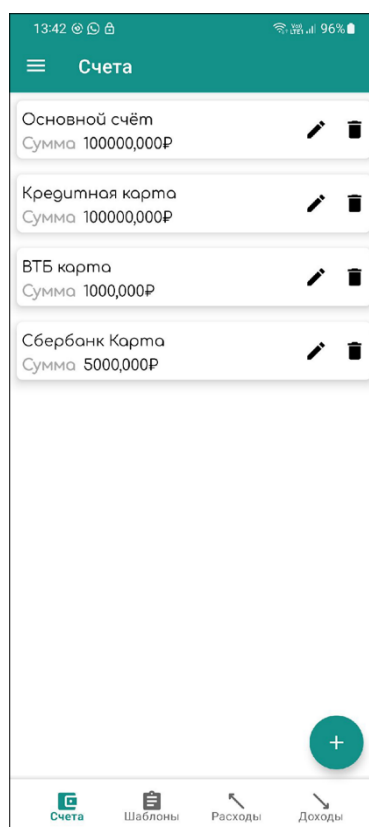 13:42 96%
Счета
Основной счёт
Сумма 100000,000₽
Кредитная карта
Сумма 100000,000₽
ВТБ карта
Сумма 1000,000₽
Сбербанк Карта
Сумма 5000,000₽
Счета Шаблоны Расходы Доходы